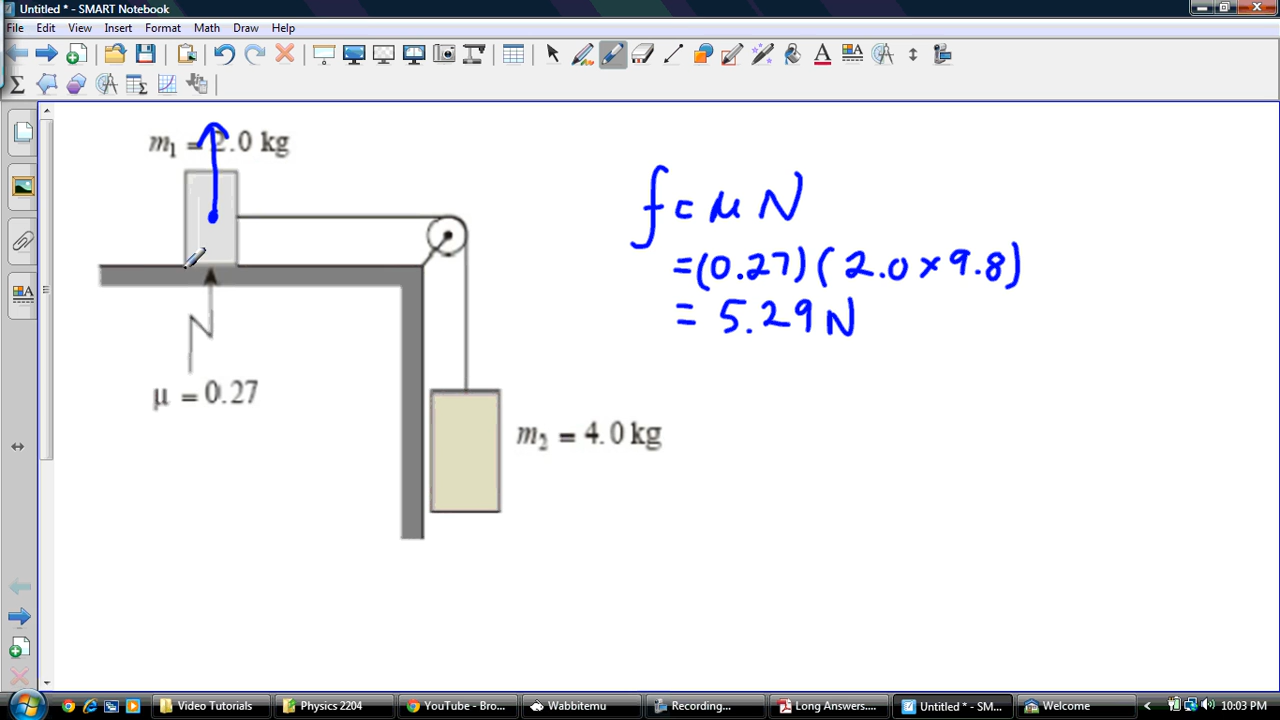 Untitled * - SMART Notebook
File Edit View Insert Format Math Draw Help
m₁ = 2.0 kg
f = μ N
= (0.27) (2.0 × 9.8)
= 5.29 N
μ = 0.27
m₂ = 4.0 kg
Video Tutorials
Physics 2204
YouTube - Bro...
Wabbitemu
Recording...
Long Answers....
Untitled * - SM...
Welcome
10:03 PM